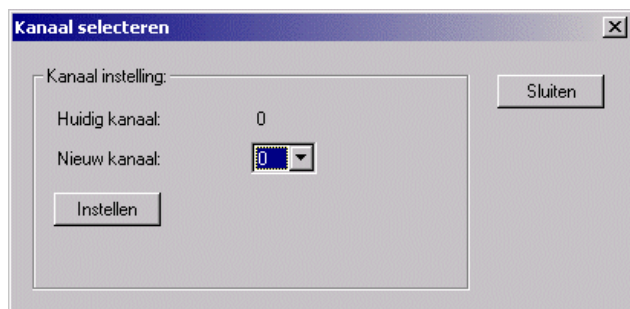 Kanaal selecteren
Kanaal instelling:
Sluiten
Huidig kanaal: 0
Nieuw kanaal: 0
Instellen